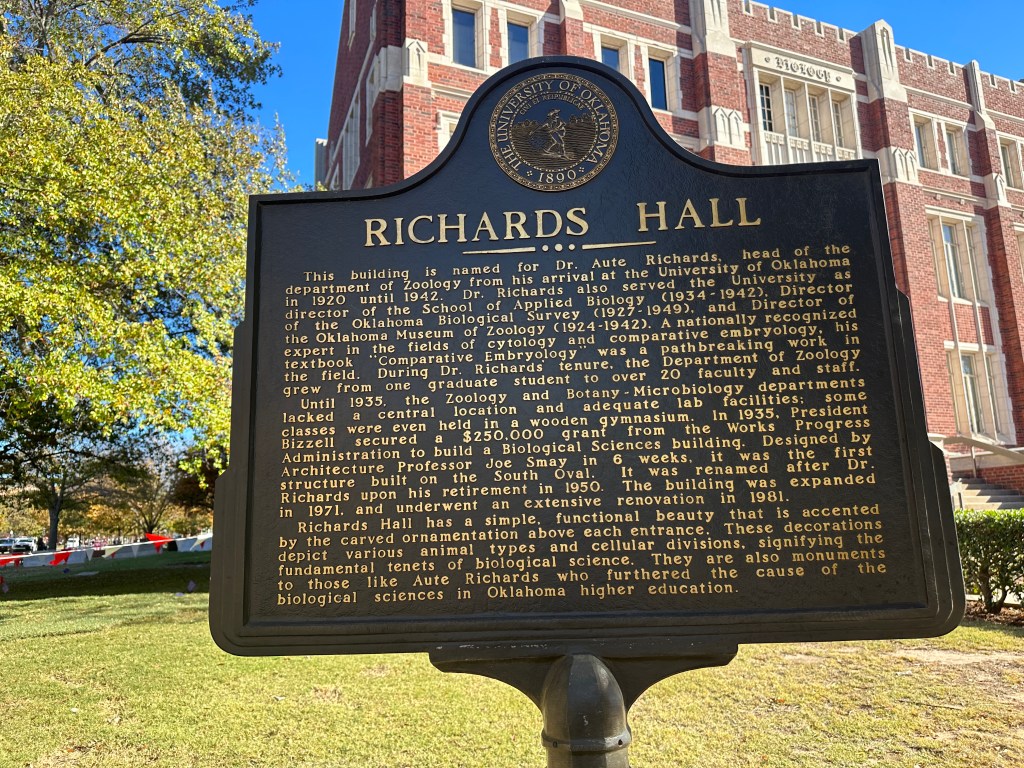 BIOLOGY
THE UNIVERSITY OF OKLAHOMA
CIVI ET REIPUBLICAE
1890
RICHARDS HALL
This building is named for Dr. Aute Richards, head of the
department of Zoology from his arrival at the University of Oklahoma
in 1920 until 1942. Dr. Richards also served the University as
director of the School of Applied Biology (1934-1942), Director
of the Oklahoma Biological Survey (1927-1949), and Director of
the Oklahoma Museum of Zoology (1924-1942). A nationally recognized
expert in the fields of cytology and comparative embryology, his
textbook "Comparative Embryology" was a pathbreaking work in
the field. During Dr. Richards tenure, the Department of Zoology
grew from one graduate student to over 20 faculty and staff.
Until 1935, the Zoology and Botany-Microbiology departments
lacked a central location and adequate lab facilities; some
classes were even held in a wooden gymnasium. In 1935, President
Bizzell secured a $250,000 grant from the Works Progress
Administration to build a Biological Sciences building. Designed by
Architecture Professor Joe Smay in 6 weeks, it was the first
structure built on the South Oval. It was renamed after Dr.
Richards upon his retirement in 1950. The building was expanded
in 1971, and underwent an extensive renovation in 1981.
Richards Hall has a simple, functional beauty that is accented
by the carved ornamentation above each entrance. These decorations
depict various animal types and cellular divisions, signifying the
fundamental tenets of biological science. They are also monuments
to those like Aute Richards who furthered the cause of the
biological sciences in Oklahoma higher education.